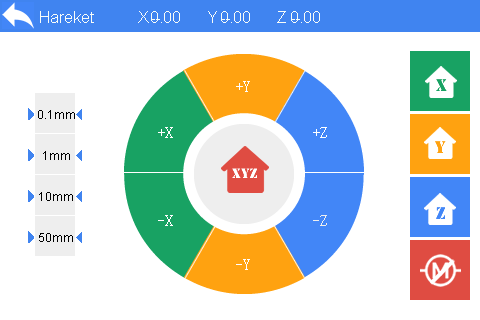 Hareket X0.00 Y0.00 Z0.00
0.1mm
1mm
10mm
50mm
+Y
+X
+Z
XYZ
-X
-Z
-Y
X
Y
Z
M